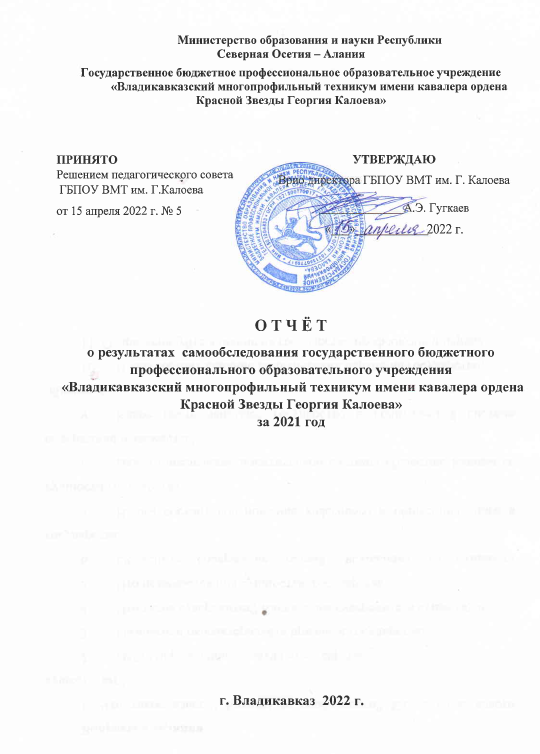 Министерство образования и науки Республики
Северная Осетия – Алания
Государственное бюджетное профессиональное образовательное учреждение
«Владикавказский многопрофильный техникум имени кавалера ордена
Красной Звезды Георгия Калоева»
ПРИНЯТО
Решением педагогического совета
ГБПОУ ВМТ им. Г.Калоева
от 15 апреля 2022 г. № 5
УТВЕРЖДАЮ
Врио директора ГБПОУ ВМТ им. Г. Калоева
А.Э. Гугкаев
«15» апреля 2022 г.
О Т Ч Ё Т
о результатах самообследования государственного бюджетного
профессионального образовательного учреждения
«Владикавказский многопрофильный техникум имени кавалера ордена
Красной Звезды Георгия Калоева»
за 2021 год
г. Владикавказ 2022 г.